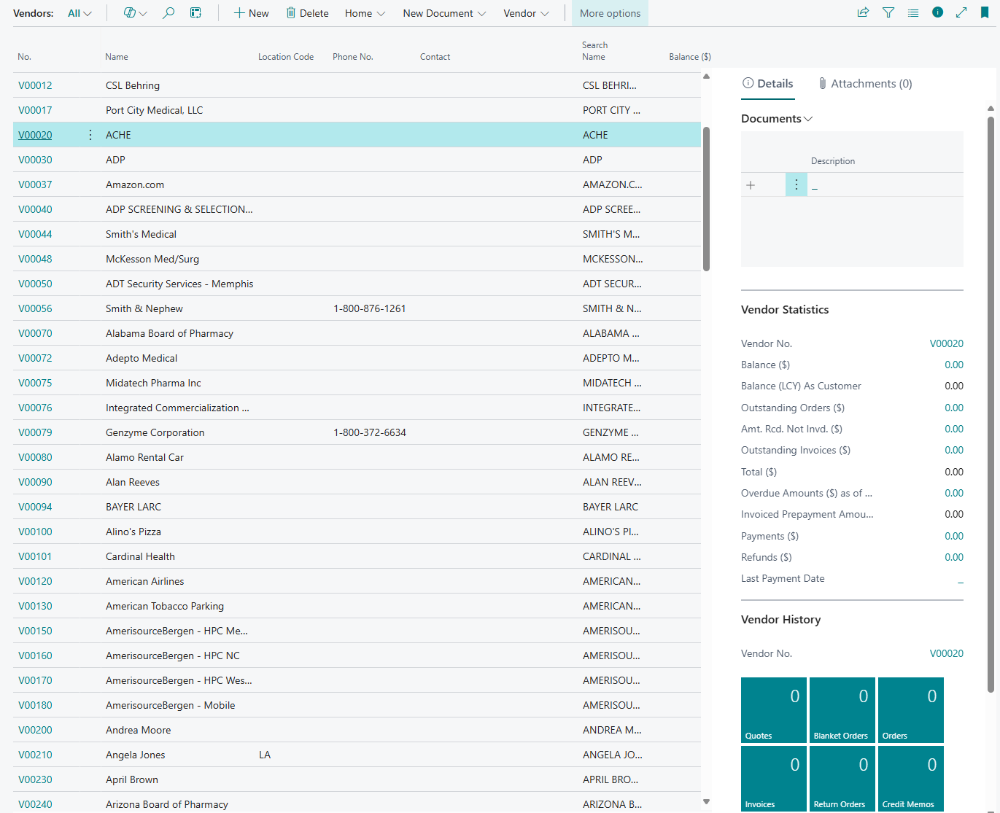 Vendors: All New Delete Home New Document Vendor More options
No. Name Location Code Phone No. Contact Search Name Balance ($)
V00012 CSL Behring CSL BEHRI...
V00017 Port City Medical, LLC PORT CITY ...
V00020 ACHE ACHE
V00030 ADP ADP
V00037 Amazon.com AMAZON.C...
V00040 ADP SCREENING & SELECTION... ADP SCREE...
V00044 Smith's Medical SMITH'S M...
V00048 McKesson Med/Surg MCKESSON...
V00050 ADT Security Services - Memphis ADT SECUR...
V00056 Smith & Nephew 1-800-876-1261 SMITH & N...
V00070 Alabama Board of Pharmacy ALABAMA ...
V00072 Adepto Medical ADEPTO M...
V00075 Midatech Pharma Inc MIDATECH ...
V00076 Integrated Commercialization ... INTEGRATE...
V00079 Genzyme Corporation 1-800-372-6634 GENZYME ...
V00080 Alamo Rental Car ALAMO RE...
V00090 Alan Reeves ALAN REEV...
V00094 BAYER LARC BAYER LARC
V00100 Alino's Pizza ALINO'S PI...
V00101 Cardinal Health CARDINAL ...
V00120 American Airlines AMERICAN...
V00130 American Tobacco Parking AMERICAN...
V00150 AmerisourceBergen - HPC Me... AMERISOU...
V00160 AmerisourceBergen - HPC NC AMERISOU...
V00170 AmerisourceBergen - HPC Wes... AMERISOU...
V00180 AmerisourceBergen - Mobile AMERISOU...
V00200 Andrea Moore ANDREA M...
V00210 Angela Jones LA ANGELA JO...
V00230 April Brown APRIL BRO...
V00240 Arizona Board of Pharmacy ARIZONA B...
Details Attachments (0)
Documents
Description
_
Vendor Statistics
Vendor No. V00020
Balance ($) 0.00
Balance (LCY) As Customer 0.00
Outstanding Orders ($) 0.00
Amt. Rcd. Not Invd. ($) 0.00
Outstanding Invoices ($) 0.00
Total ($) 0.00
Overdue Amounts ($) as of ... 0.00
Invoiced Prepayment Amou... 0.00
Payments ($) 0.00
Refunds ($) 0.00
Last Payment Date _
Vendor History
Vendor No. V00020
0 0 0
Quotes Blanket Orders Orders
0 0 0
Invoices Return Orders Credit Memos